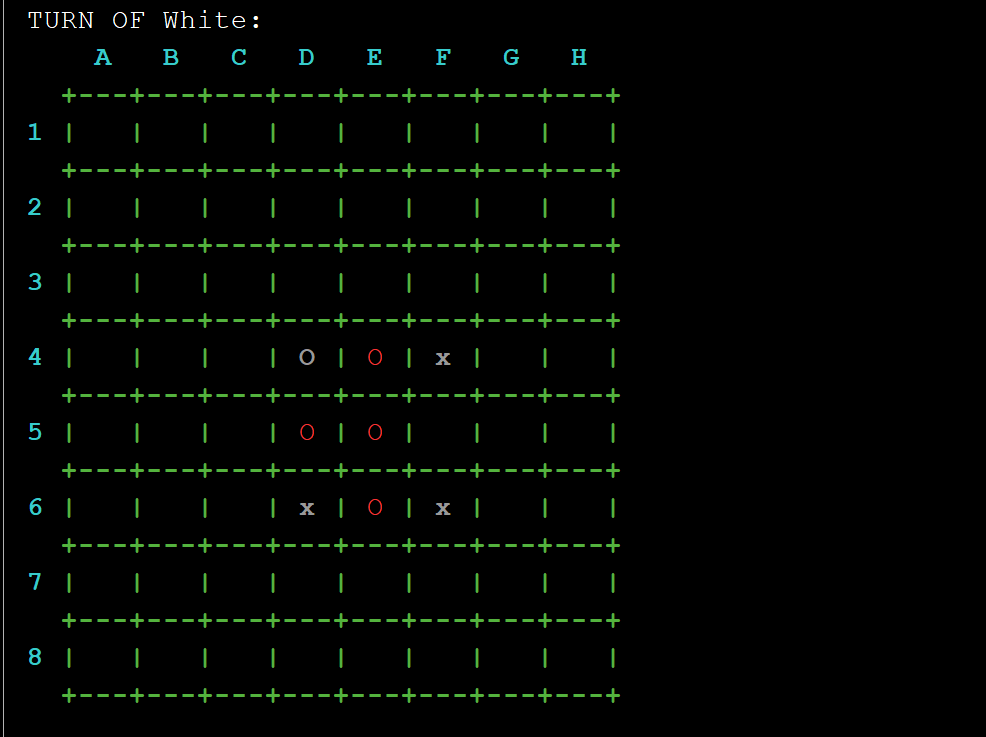 TURN OF White:
A B C D E F G H
+---+---+---+---+---+---+---+---+
1 |   |   |   |   |   |   |   |   |
+---+---+---+---+---+---+---+---+
2 |   |   |   |   |   |   |   |   |
+---+---+---+---+---+---+---+---+
3 |   |   |   |   |   |   |   |   |
+---+---+---+---+---+---+---+---+
4 |   |   |   | O | O | x |   |   |
+---+---+---+---+---+---+---+---+
5 |   |   |   | O | O |   |   |   |
+---+---+---+---+---+---+---+---+
6 |   |   |   | x | O | x |   |   |
+---+---+---+---+---+---+---+---+
7 |   |   |   |   |   |   |   |   |
+---+---+---+---+---+---+---+---+
8 |   |   |   |   |   |   |   |   |
+---+---+---+---+---+---+---+---+